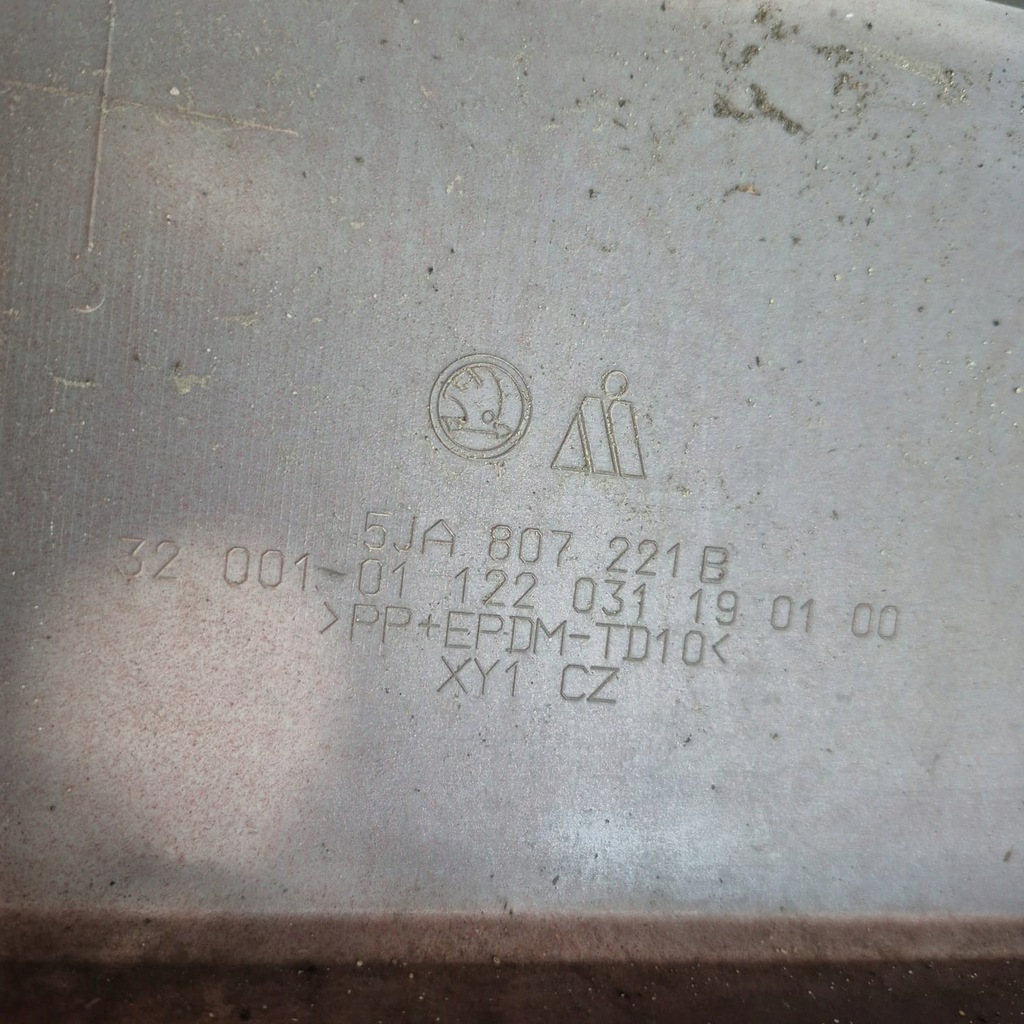 5JA 807 221 B
32 001-01 122 031 19 01 00
>PP+EPDM-TD10<
XY1 CZ